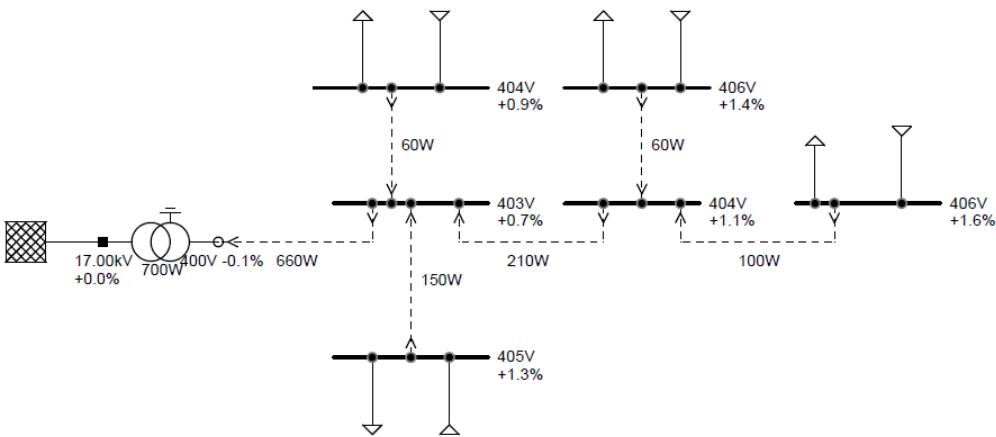 404V
+0.9%
406V
+1.4%
60W
60W
403V
+0.7%
404V
+1.1%
406V
+1.6%
17.00kV
+0.0%
700W
400V -0.1%
660W
210W
100W
150W
405V
+1.3%